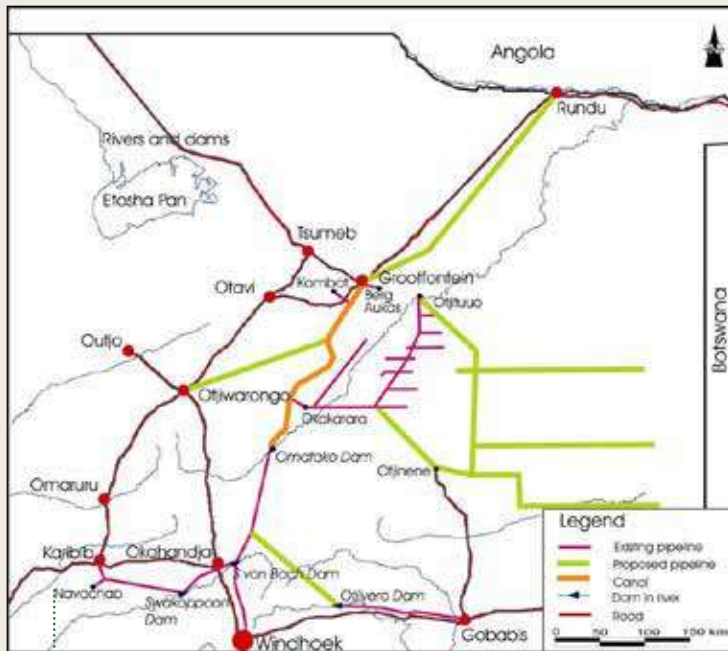 Angola
Rundu
Rivers and dams
Etosha Pan
Tsumeb
Grootfontein
Kombat
Berg
Aukas
Otjituuo
Otavi
Outjo
Botswana
Otjiwarongo
Okakarara
Omatako Dam
Otjinene
Omaruru
Karibib
Okahandja
S von Bach Dam
Navachab
Swakoppoort
Dam
Otjivero Dam
Windhoek
Gobabis
Legend
Existing pipeline
Proposed pipeline
Canal
Dam in river
Road
0 50 100 150 km